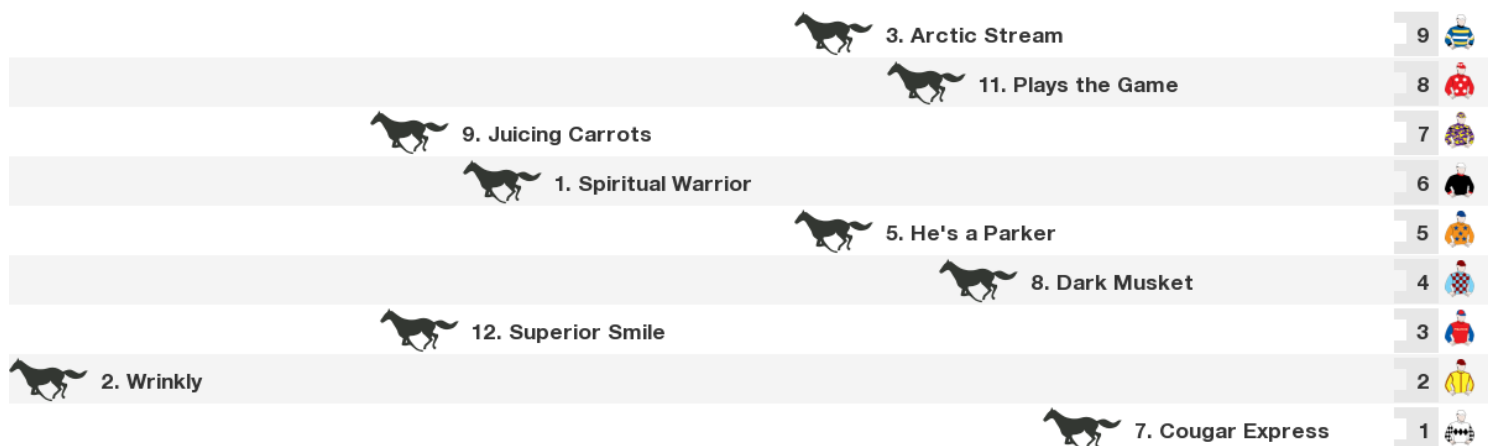 3. Arctic Stream 9
11. Plays the Game 8
9. Juicing Carrots 7
1. Spiritual Warrior 6
5. He's a Parker 5
8. Dark Musket 4
12. Superior Smile 3
2. Wrinkly 2
7. Cougar Express 1